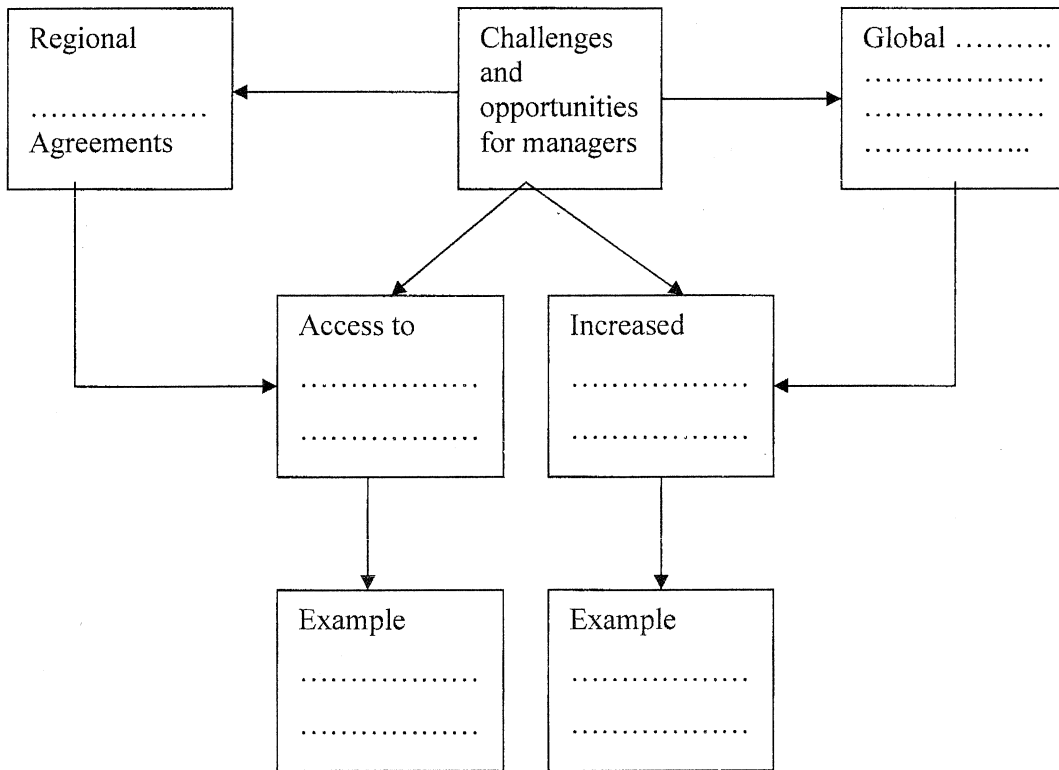 Regional
..................
Agreements
Challenges
and
opportunities
for managers
Global ..........
..................
..................
.................
Access to
..................
..................
Increased
..................
..................
Example
..................
..................
Example
..................
..................